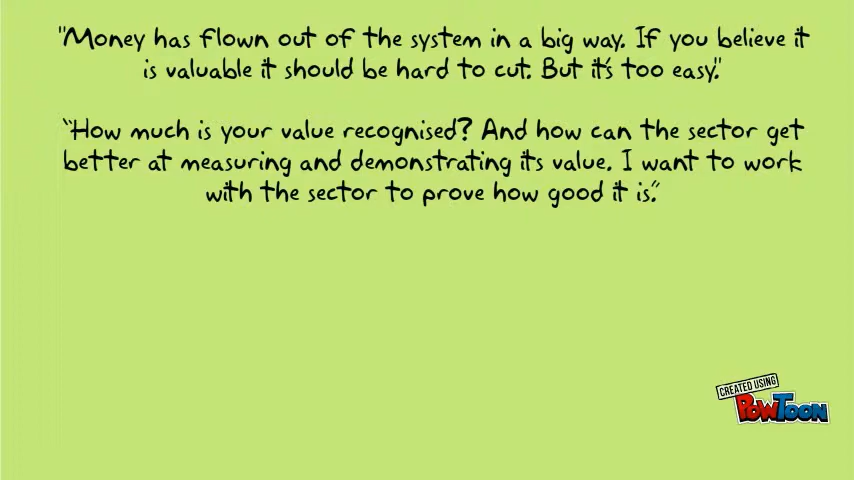 "Money has flown out of the system in a big way. If you believe it
is valuable it should be hard to cut. But it's too easy."
"How much is your value recognised? And how can the sector get
better at measuring and demonstrating its value. I want to work
with the sector to prove how good it is."
CREATED USING
POWTOON